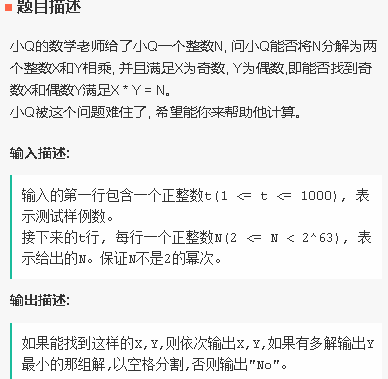 题目描述
小Q的数学老师给了小Q一个整数N, 问小Q能否将N分解为两
个整数X和Y相乘, 并且满足X为奇数, Y为偶数,即能否找到奇
数X和偶数Y满足X * Y = N。
小Q被这个问题难住了, 希望能你来帮助他计算。
输入描述:
输入的第一行包含一个正整数t(1 <= t <= 1000), 表
示测试样例数。
接下来的t行, 每行一个正整数N(2 <= N < 2^63), 表
示给出的N。保证N不是2的幂次。
输出描述:
如果能找到这样的X,Y,则依次输出X,Y,如果有多解输出Y
最小的那组解,以空格分割,否则输出"No"。